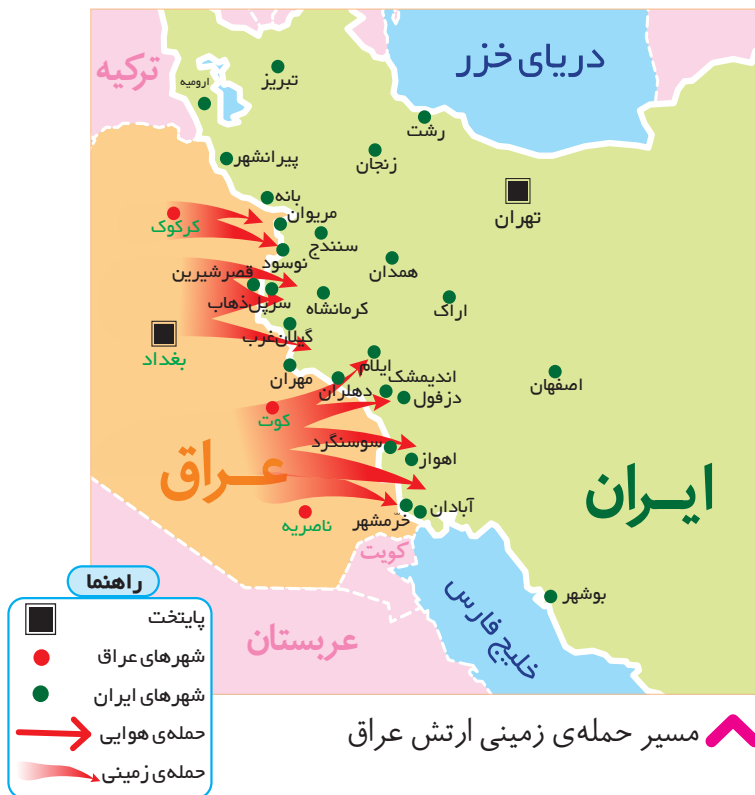 دریای خزر
ترکیه
تبریز
ارومیه
رشت
زنجان
پیرانشهر
تهران
بانه
مریوان
کرکوک
سنندج
نوسود
همدان
قصرشیرین
سرپل‌ذهاب
کرمانشاه
اراک
گیلان‌غرب
بغداد
ایلام
مهران
اندیمشک
دهلران
دزفول
اصفهان
کوت
سوسنگرد
اهواز
عراق
ایران
آبادان
خرّمشهر
ناصریه
کویت
بوشهر
خلیج فارس
عربستان
راهنما
پایتخت
شهرهای عراق
شهرهای ایران
حمله‌ی هوایی
حمله‌ی زمینی
مسیر حمله‌ی زمینی ارتش عراق